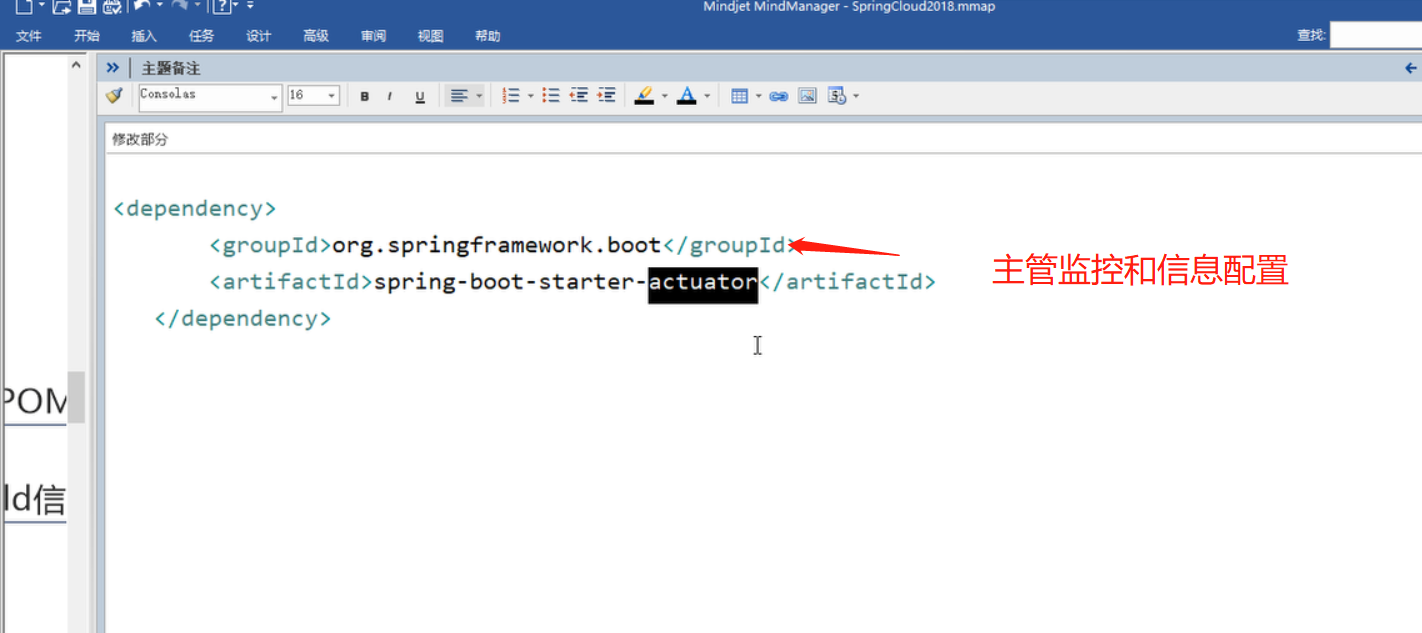 Mindjet MindManager - SpringCloud2018.mmap
文件 开始 插入 任务 设计 高级 审阅 视图 帮助 查找:
主题备注
Consolas 16 B I U
修改部分
<dependency>
<groupId>org.springframework.boot</groupId>
<artifactId>spring-boot-starter-actuator</artifactId>
</dependency>
主管监控和信息配置
POM
Id信